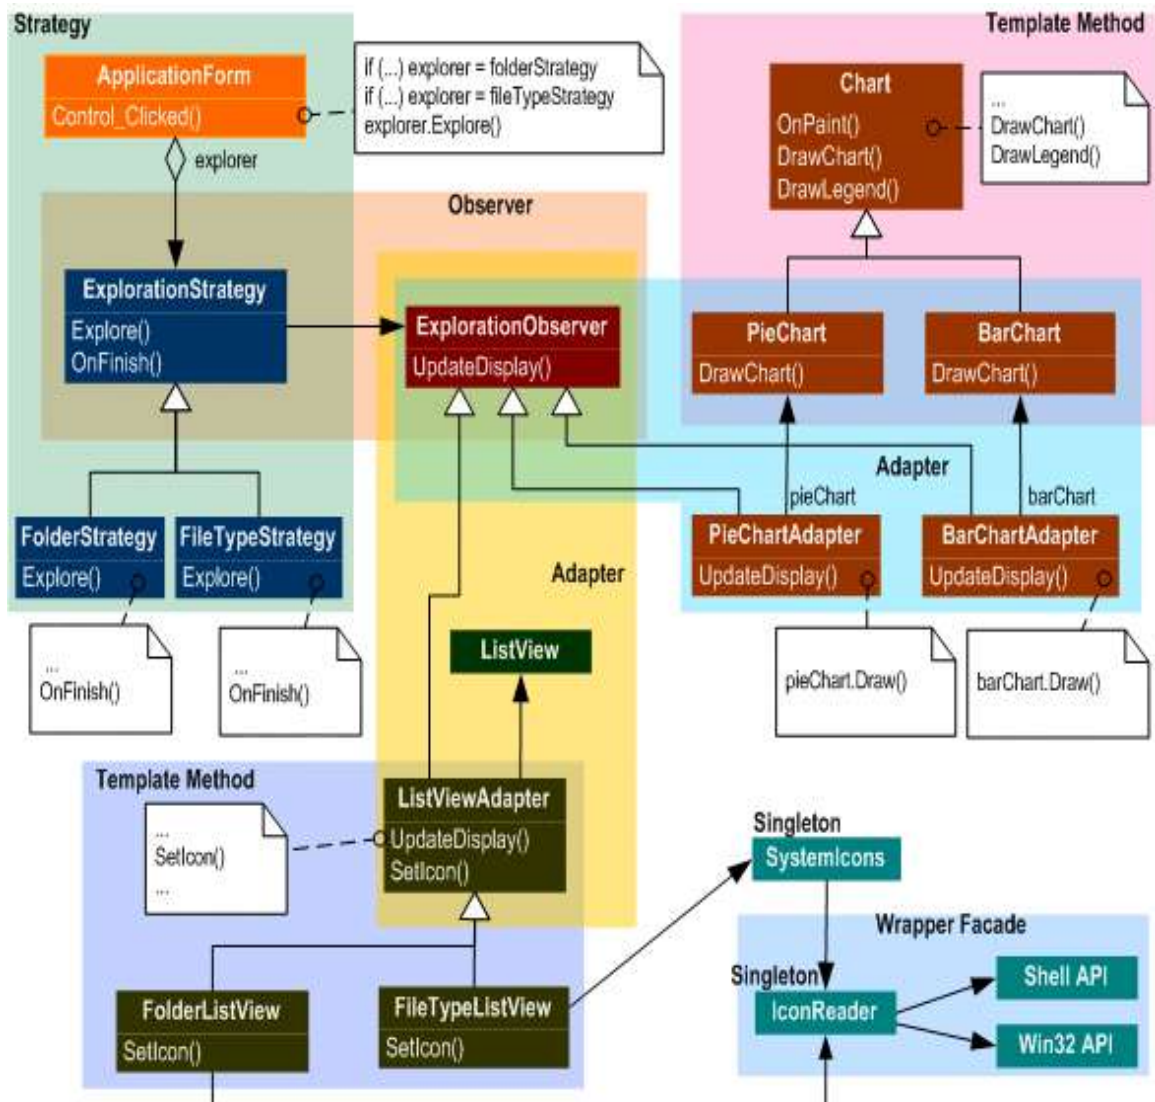 Strategy
ApplicationForm
Control_Clicked()
explorer
if (...) explorer = folderStrategy
if (...) explorer = fileTypeStrategy
explorer.Explore()
Template Method
Chart
OnPaint()
DrawChart()
DrawLegend()
...
DrawChart()
DrawLegend()
Observer
ExplorationStrategy
Explore()
OnFinish()
ExplorationObserver
UpdateDisplay()
PieChart
DrawChart()
BarChart
DrawChart()
Adapter
pieChart
barChart
FolderStrategy
Explore()
FileTypeStrategy
Explore()
PieChartAdapter
UpdateDisplay()
BarChartAdapter
UpdateDisplay()
Adapter
...
OnFinish()
...
OnFinish()
ListView
pieChart.Draw()
barChart.Draw()
Template Method
...
SetIcon()
...
ListViewAdapter
UpdateDisplay()
SetIcon()
Singleton
SystemIcons
Wrapper Facade
Singleton
IconReader
Shell API
Win32 API
FolderListView
SetIcon()
FileTypeListView
SetIcon()